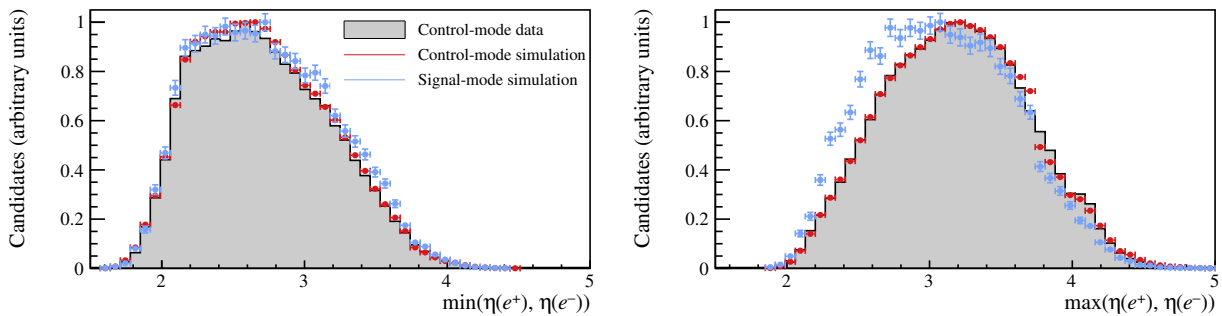 Candidates (arbitrary units)
1
0.8
0.6
0.4
0.2
0
Control-mode data
Control-mode simulation
Signal-mode simulation
2 3 4 5
min(η(e⁺), η(e⁻))
Candidates (arbitrary units)
1
0.8
0.6
0.4
0.2
0
2 3 4 5
max(η(e⁺), η(e⁻))